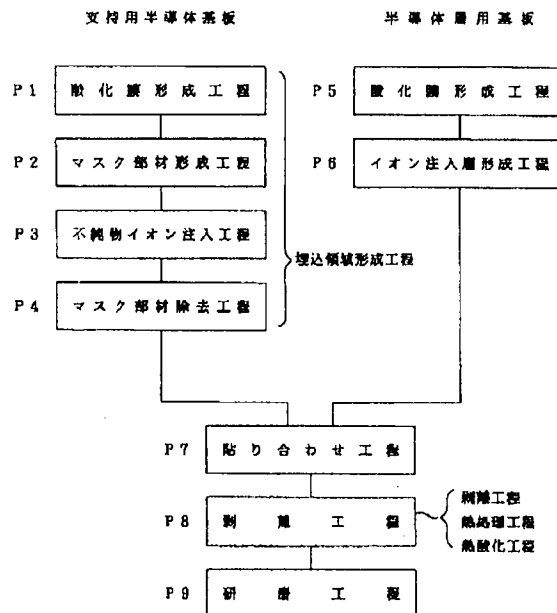 支持用半導体基板 半導体層用基板
P1 酸化膜形成工程 P5 酸化膜形成工程
P2 マスク部材形成工程 P6 イオン注入層形成工程
P3 不純物イオン注入工程
埋込領域形成工程
P4 マスク部材除去工程
P7 貼り合わせ工程
剥離工程
P8 剥離工程 熱処理工程
熱酸化工程
P9 研磨工程